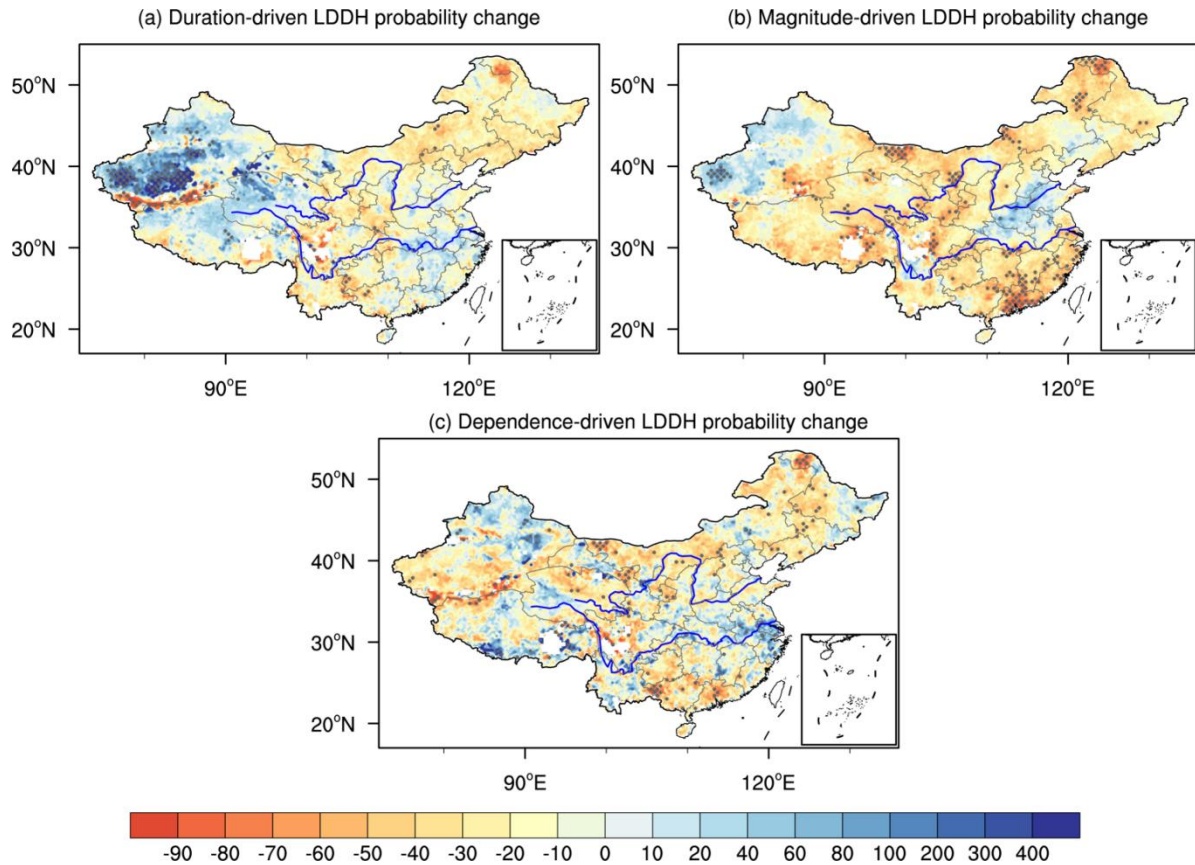 (a) Duration-driven LDDH probability change
(b) Magnitude-driven LDDH probability change
50°N
40°N
30°N
20°N
90°E 120°E
50°N
40°N
30°N
20°N
90°E 120°E
(c) Dependence-driven LDDH probability change
50°N
40°N
30°N
20°N
90°E 120°E
-90 -80 -70 -60 -50 -40 -30 -20 -10 0 10 20 40 60 80 100 200 300 400